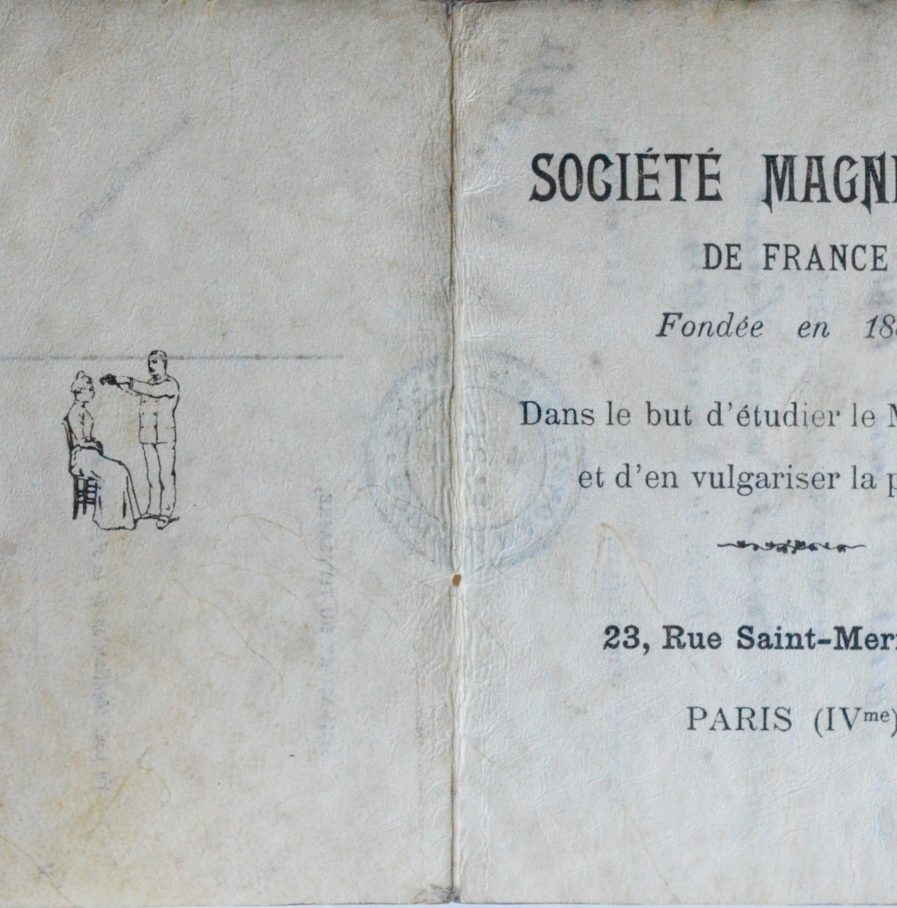 SOCIÉTÉ MAGN
DE FRANCE
Fondée en 18
Dans le but d'étudier le M
et d'en vulgariser la p
23, Rue Saint-Merr
PARIS (IVme)